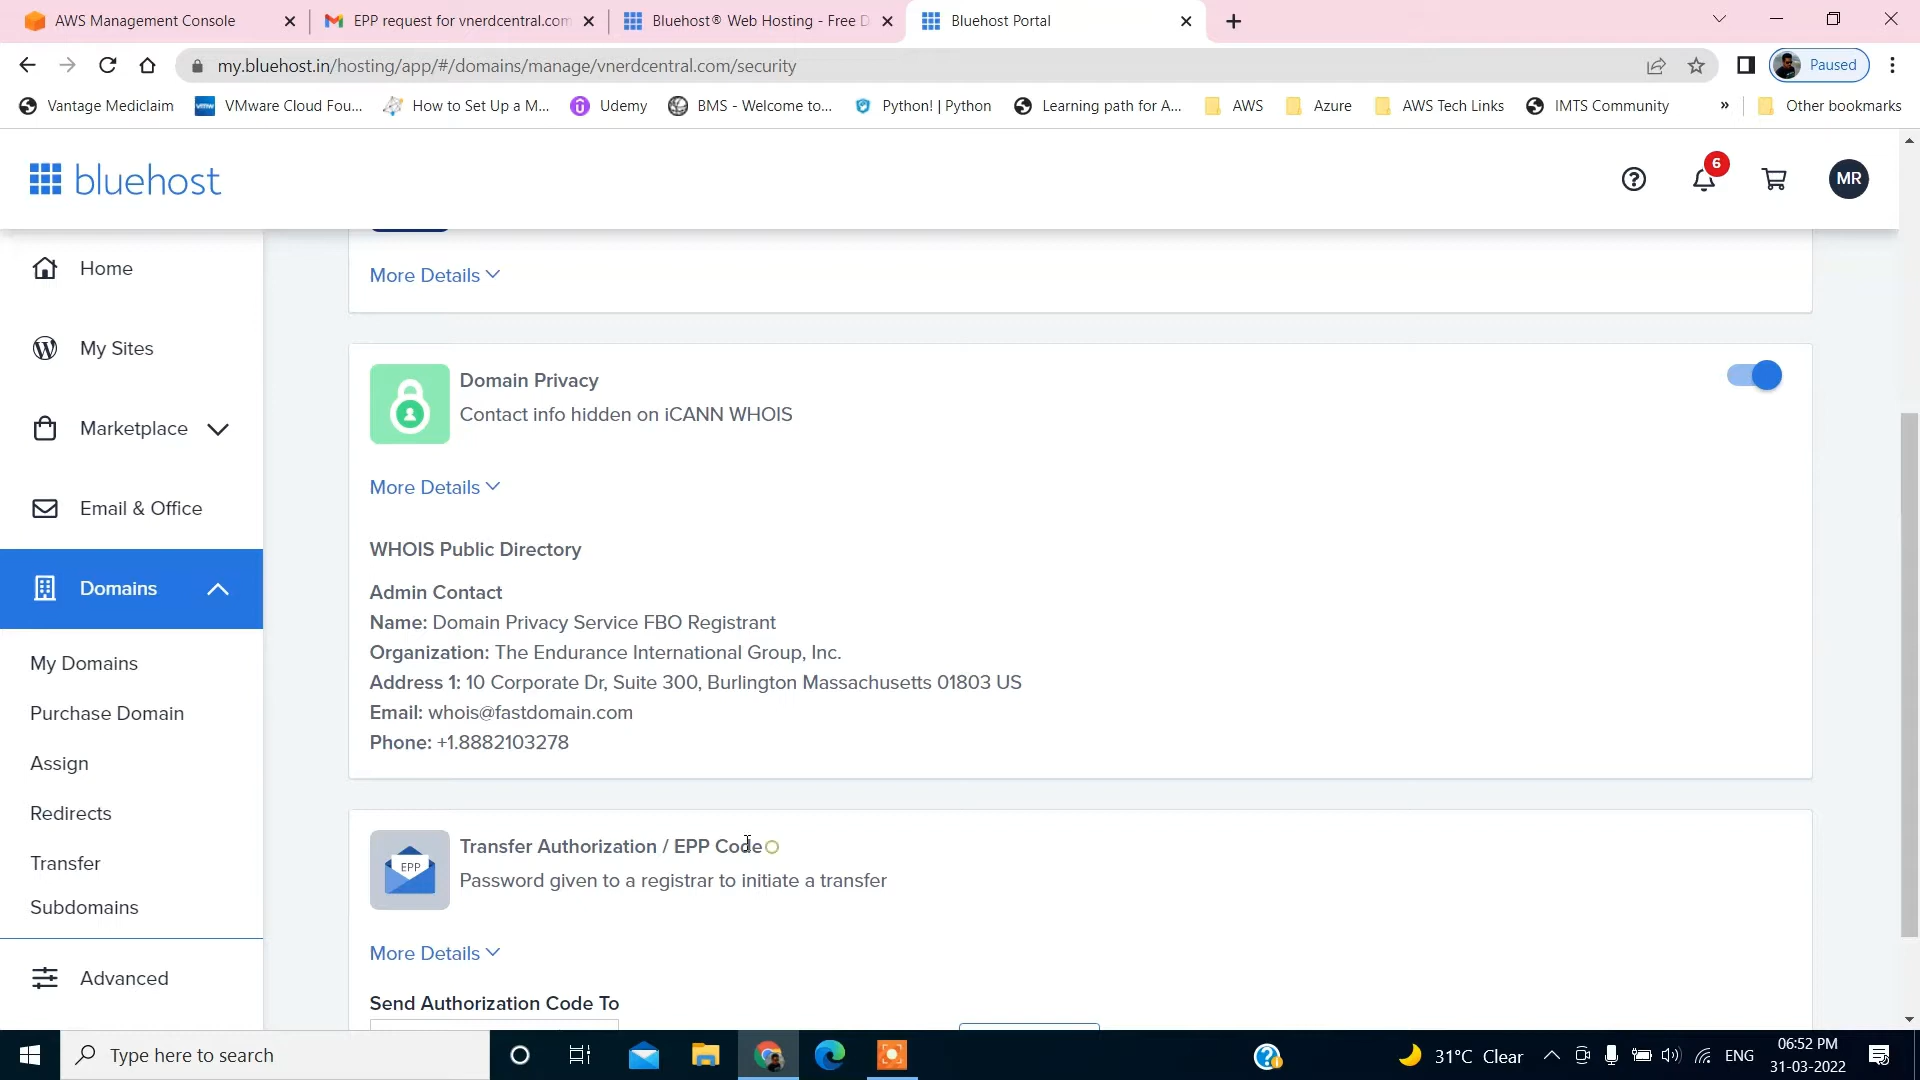 AWS Management Console
EPP request for vnerdcentral.com
Bluehost® Web Hosting - Free D
Bluehost Portal
my.bluehost.in/hosting/app/#/domains/manage/vnerdcentral.com/security
Paused
Vantage Mediclaim
vmw
VMware Cloud Fou...
How to Set Up a M...
Udemy
BMS - Welcome to...
Python! | Python
Learning path for A...
AWS
Azure
AWS Tech Links
IMTS Community
»
Other bookmarks
bluehost
6
MR
Home
My Sites
Marketplace
Email & Office
Domains
My Domains
Purchase Domain
Assign
Redirects
Transfer
Subdomains
Advanced
More Details
Domain Privacy
Contact info hidden on iCANN WHOIS
More Details
WHOIS Public Directory
Admin Contact
Name: Domain Privacy Service FBO Registrant
Organization: The Endurance International Group, Inc.
Address 1: 10 Corporate Dr, Suite 300, Burlington Massachusetts 01803 US
Email: whois@fastdomain.com
Phone: +1.8882103278
EPP
Transfer Authorization / EPP Code
Password given to a registrar to initiate a transfer
More Details
Send Authorization Code To
Type here to search
31°C Clear
ENG
06:52 PM
31-03-2022